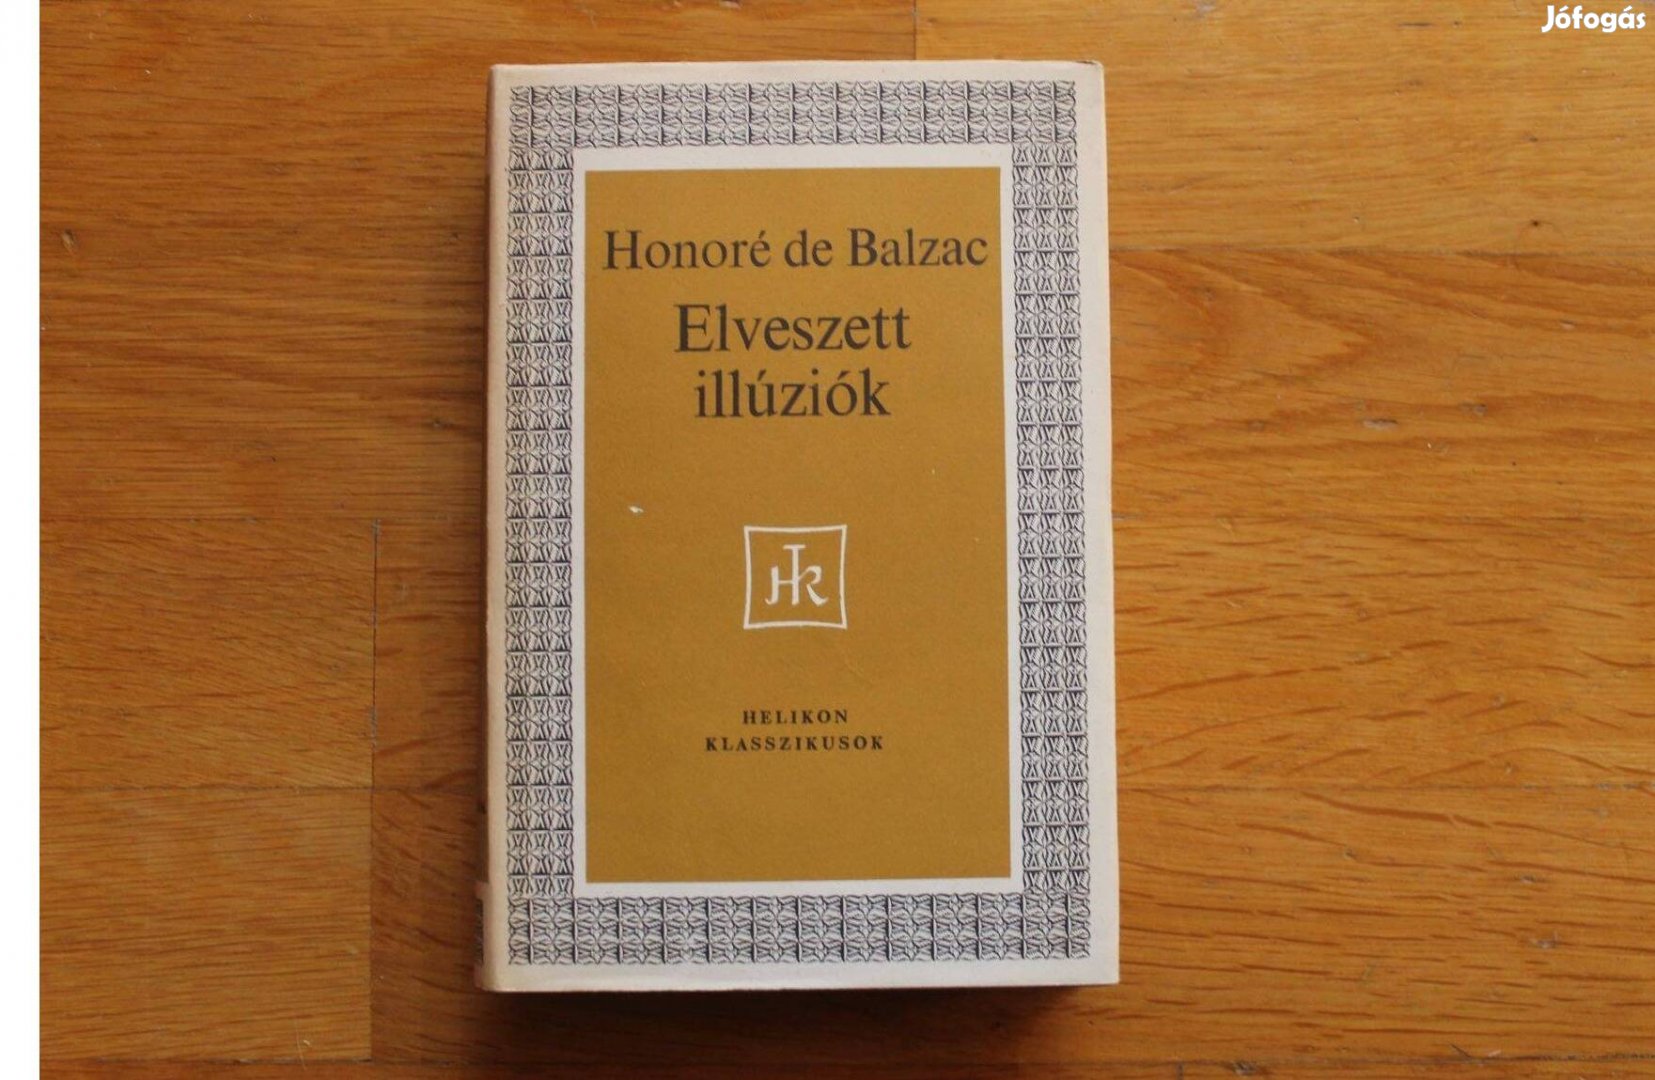 Jófogás
Honoré de Balzac
Elveszett
illúziók
HK
HELIKON
KLASSZIKUSOK